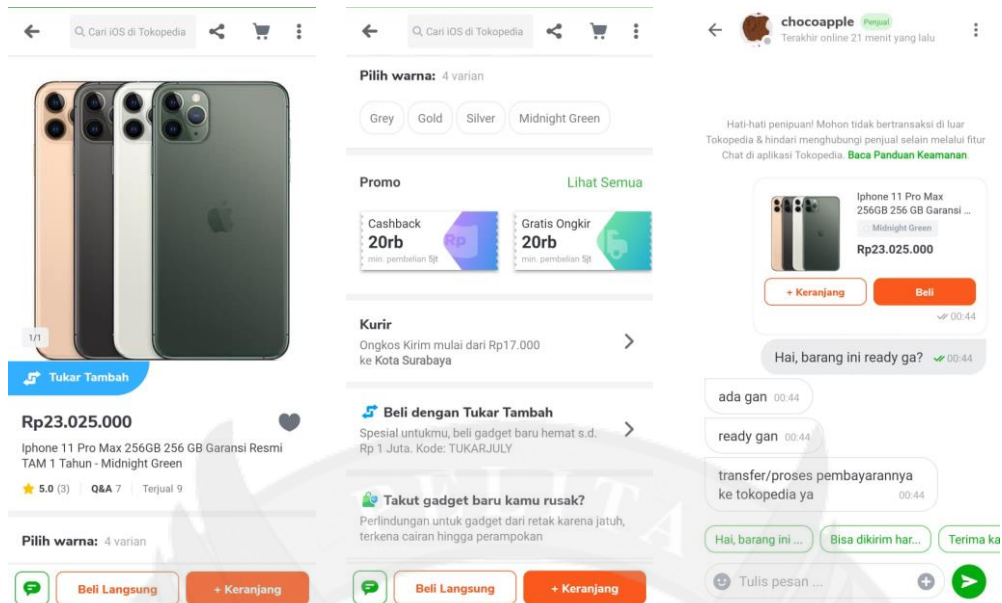 Cari iOS di Tokopedia
1/1
Tukar Tambah
Rp23.025.000
Iphone 11 Pro Max 256GB 256 GB Garansi Resmi
TAM 1 Tahun - Midnight Green
5.0 (3) Q&A 7 Terjual 9
Pilih warna: 4 varian
Beli Langsung
+ Keranjang
Cari iOS di Tokopedia
Pilih warna: 4 varian
Grey Gold Silver Midnight Green
Promo Lihat Semua
Cashback
20rb
min. pembelian 5jt
Rp
Gratis Ongkir
20rb
min. pembelian 5jt
Kurir
Ongkos Kirim mulai dari Rp17.000
ke Kota Surabaya
Beli dengan Tukar Tambah
Spesial untukmu, beli gadget baru hemat s.d.
Rp 1 Juta. Kode: TUKARJULY
Takut gadget baru kamu rusak?
Perlindungan untuk gadget dari retak karena jatuh,
terkena cairan hingga perampokan
Beli Langsung
+ Keranjang
PELITA
chocoapple Penjual
Terakhir online 21 menit yang lalu
Hati-hati penipuan! Mohon tidak bertransaksi di luar
Tokopedia & hindari menghubungi penjual selain melalui fitur
Chat di aplikasi Tokopedia. Baca Panduan Keamanan.
Iphone 11 Pro Max
256GB 256 GB Garansi ...
Midnight Green
Rp23.025.000
+ Keranjang
Beli
00:44
Hai, barang ini ready ga? 00:44
ada gan 00:44
ready gan 00:44
transfer/proses pembayarannya
ke tokopedia ya 00:44
Hai, barang ini ... Bisa dikirim har... Terima ka
Tulis pesan ...